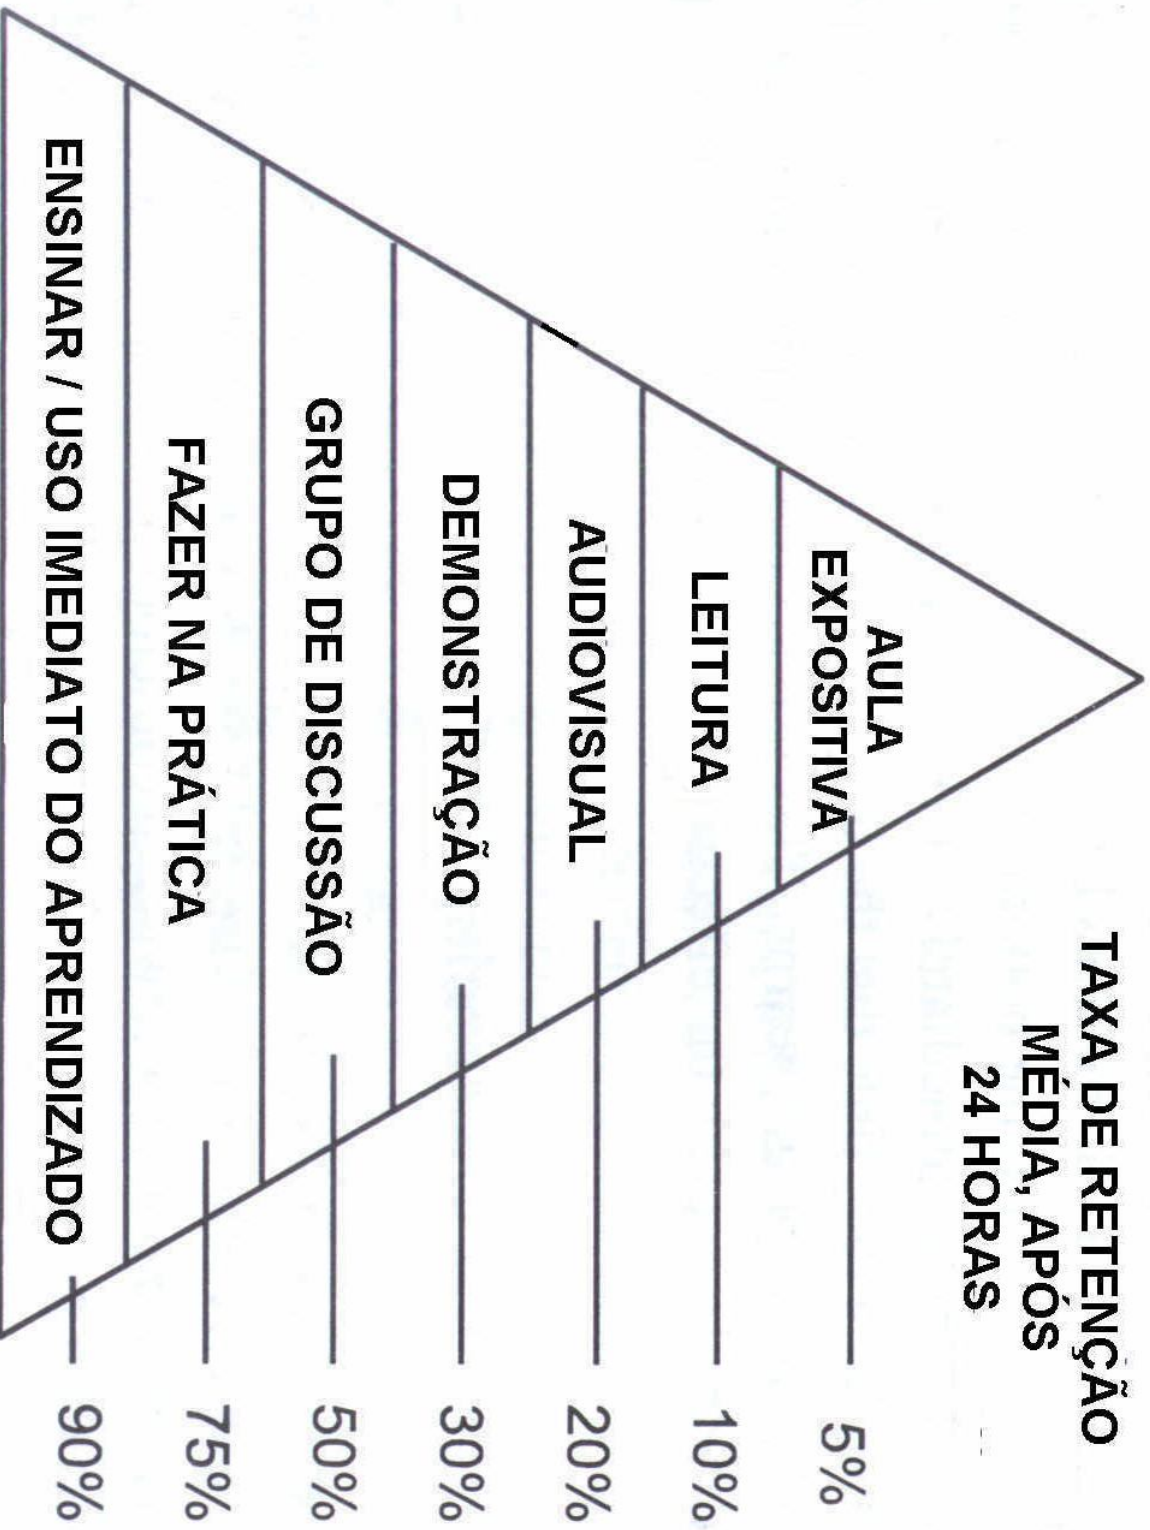 TAXA DE RETENÇÃO
MÉDIA, APÓS
24 HORAS
AULA
EXPOSITIVA
5%
LEITURA
10%
AUDIOVISUAL
20%
DEMONSTRAÇÃO
30%
GRUPO DE DISCUSSÃO
50%
FAZER NA PRÁTICA
75%
ENSINAR / USO IMEDIATO DO APRENDIZADO
90%